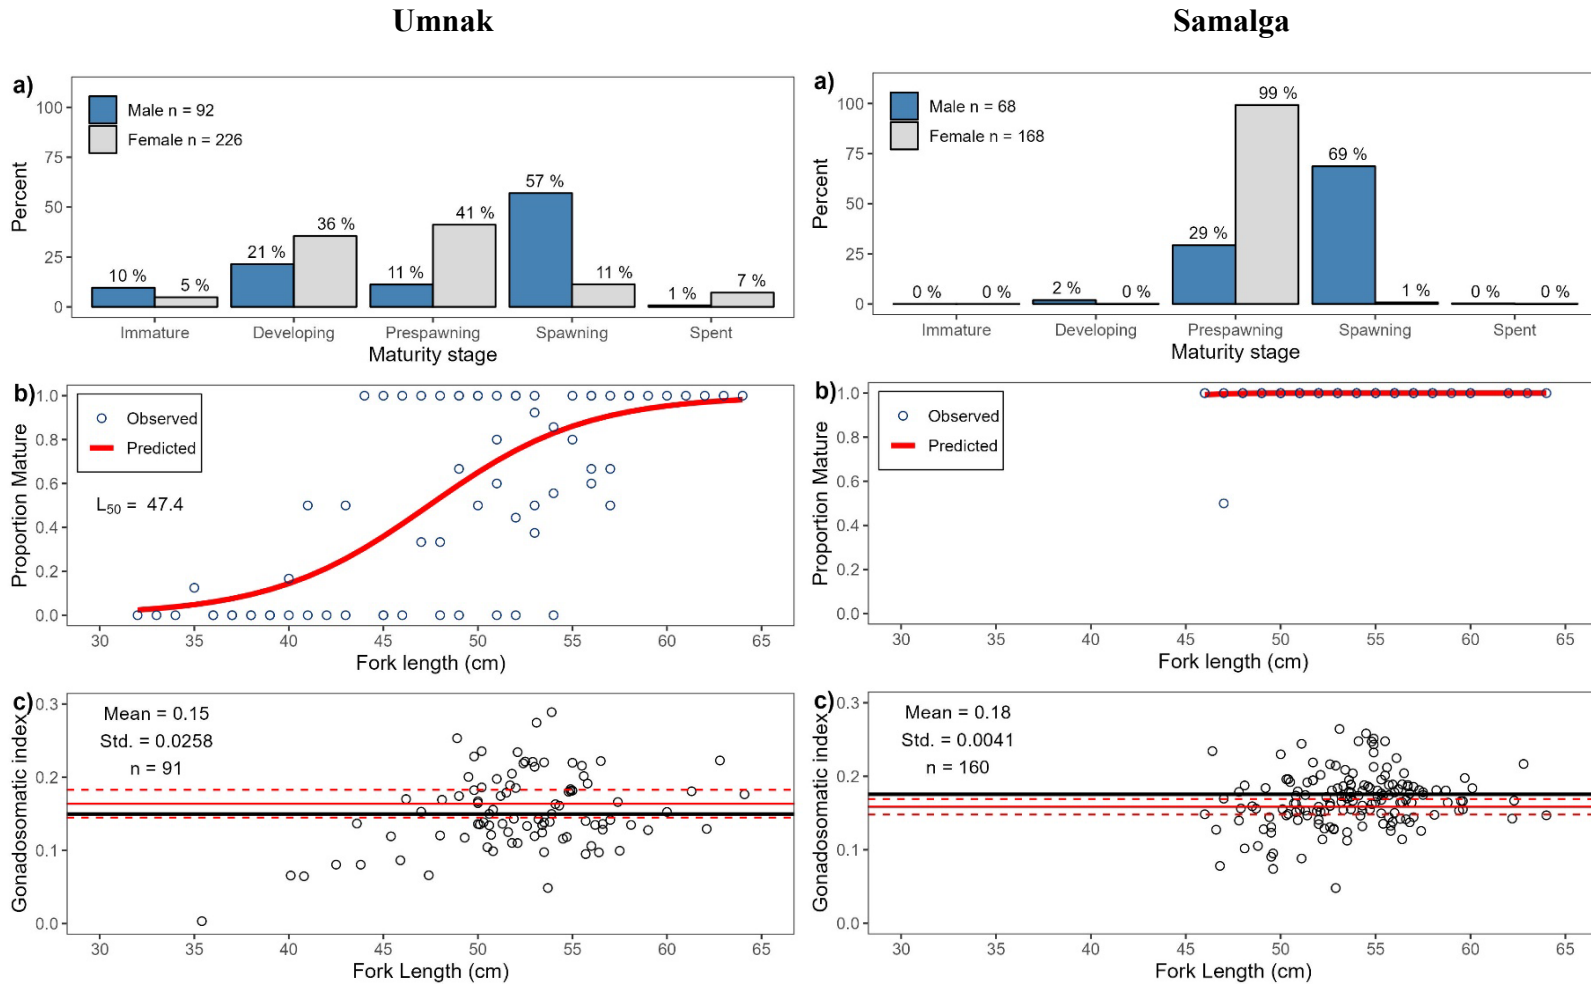 Umnak
Samalga
a)
Percent
100
75
50
25
0
Male n = 92
Female n = 226
10 %
5 %
21 %
36 %
11 %
41 %
57 %
11 %
1 %
7 %
Immature
Developing
Prespawning
Spawning
Spent
Maturity stage
b)
Proportion Mature
1.0
0.8
0.6
0.4
0.2
0.0
Observed
Predicted
L50 = 47.4
30
35
40
45
50
55
60
65
Fork length (cm)
c)
Gonadosomatic index
0.3
0.2
0.1
0.0
Mean = 0.15
Std. = 0.0258
n = 91
30
35
40
45
50
55
60
65
Fork Length (cm)
a)
Percent
100
75
50
25
0
Male n = 68
Female n = 168
0 %
0 %
2 %
0 %
29 %
99 %
69 %
1 %
0 %
0 %
Immature
Developing
Prespawning
Spawning
Spent
Maturity stage
b)
Proportion Mature
1.0
0.8
0.6
0.4
0.2
0.0
Observed
Predicted
30
35
40
45
50
55
60
65
Fork length (cm)
c)
Gonadosomatic index
0.3
0.2
0.1
0.0
Mean = 0.18
Std. = 0.0041
n = 160
30
35
40
45
50
55
60
65
Fork Length (cm)